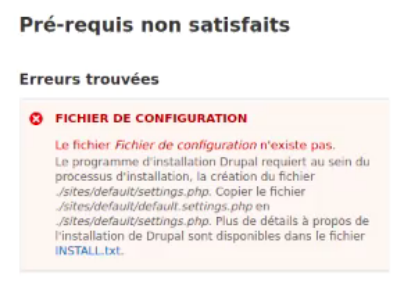 Pré-requis non satisfaits
Erreurs trouvées
FICHIER DE CONFIGURATION
Le fichier Fichier de configuration n'existe pas.
Le programme d'installation Drupal requiert au sein du
processus d'installation, la création du fichier
./sites/default/settings.php. Copier le fichier
./sites/default/default.settings.php en
./sites/default/settings.php. Plus de détails à propos de
l'installation de Drupal sont disponibles dans le fichier
INSTALL.txt.